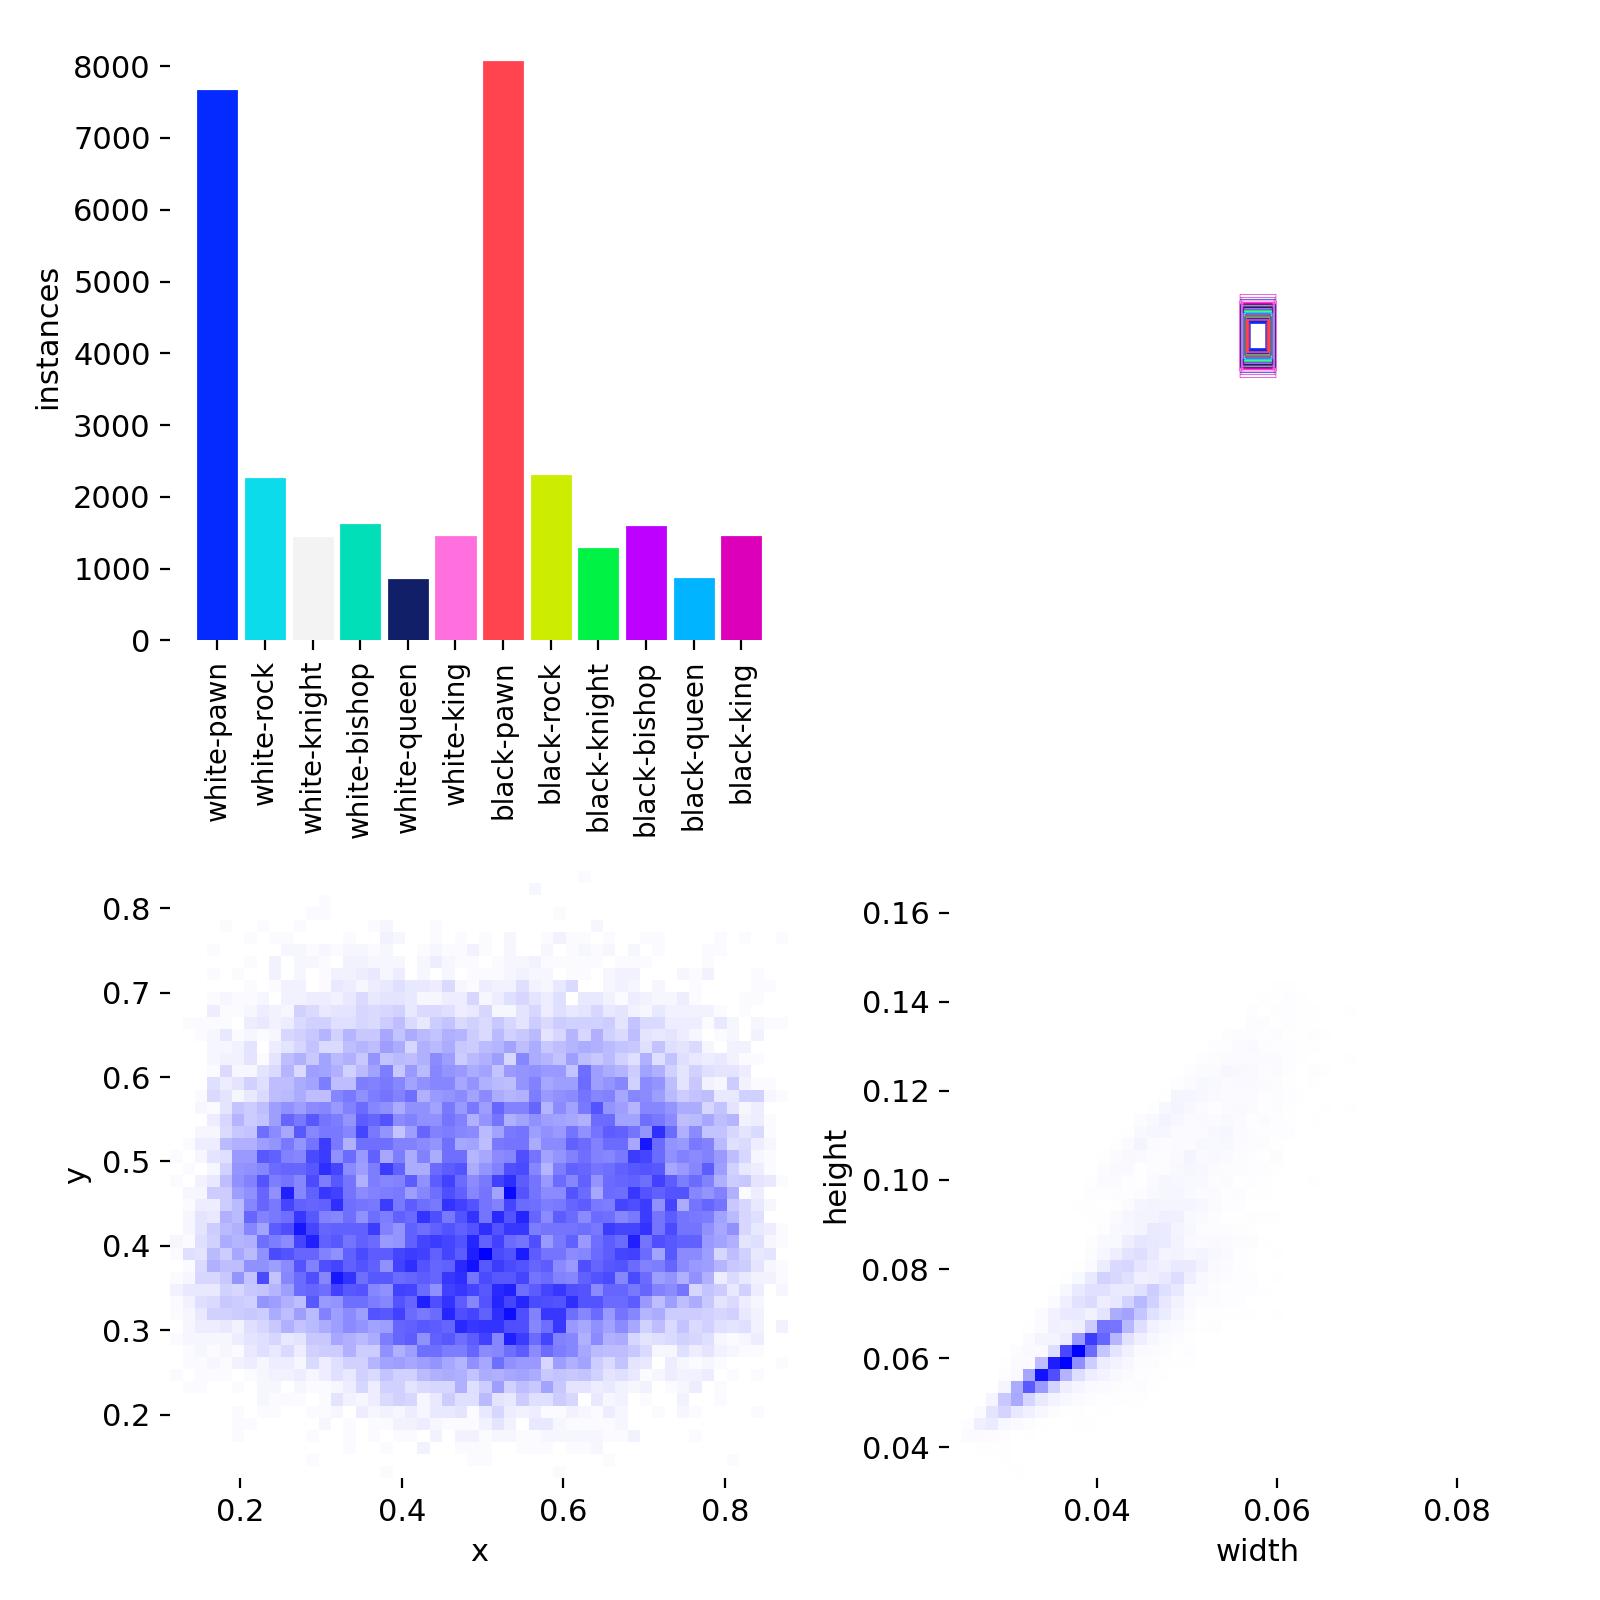 8000
7000
6000
5000
4000
3000
2000
1000
0
instances
white-pawn
white-rock
white-knight
white-bishop
white-queen
white-king
black-pawn
black-rock
black-knight
black-bishop
black-queen
black-king
0.8
0.7
0.6
0.5
0.4
0.3
0.2
y
0.2 0.4 0.6 0.8
x
0.16
0.14
0.12
0.10
0.08
0.06
0.04
height
0.04 0.06 0.08
width